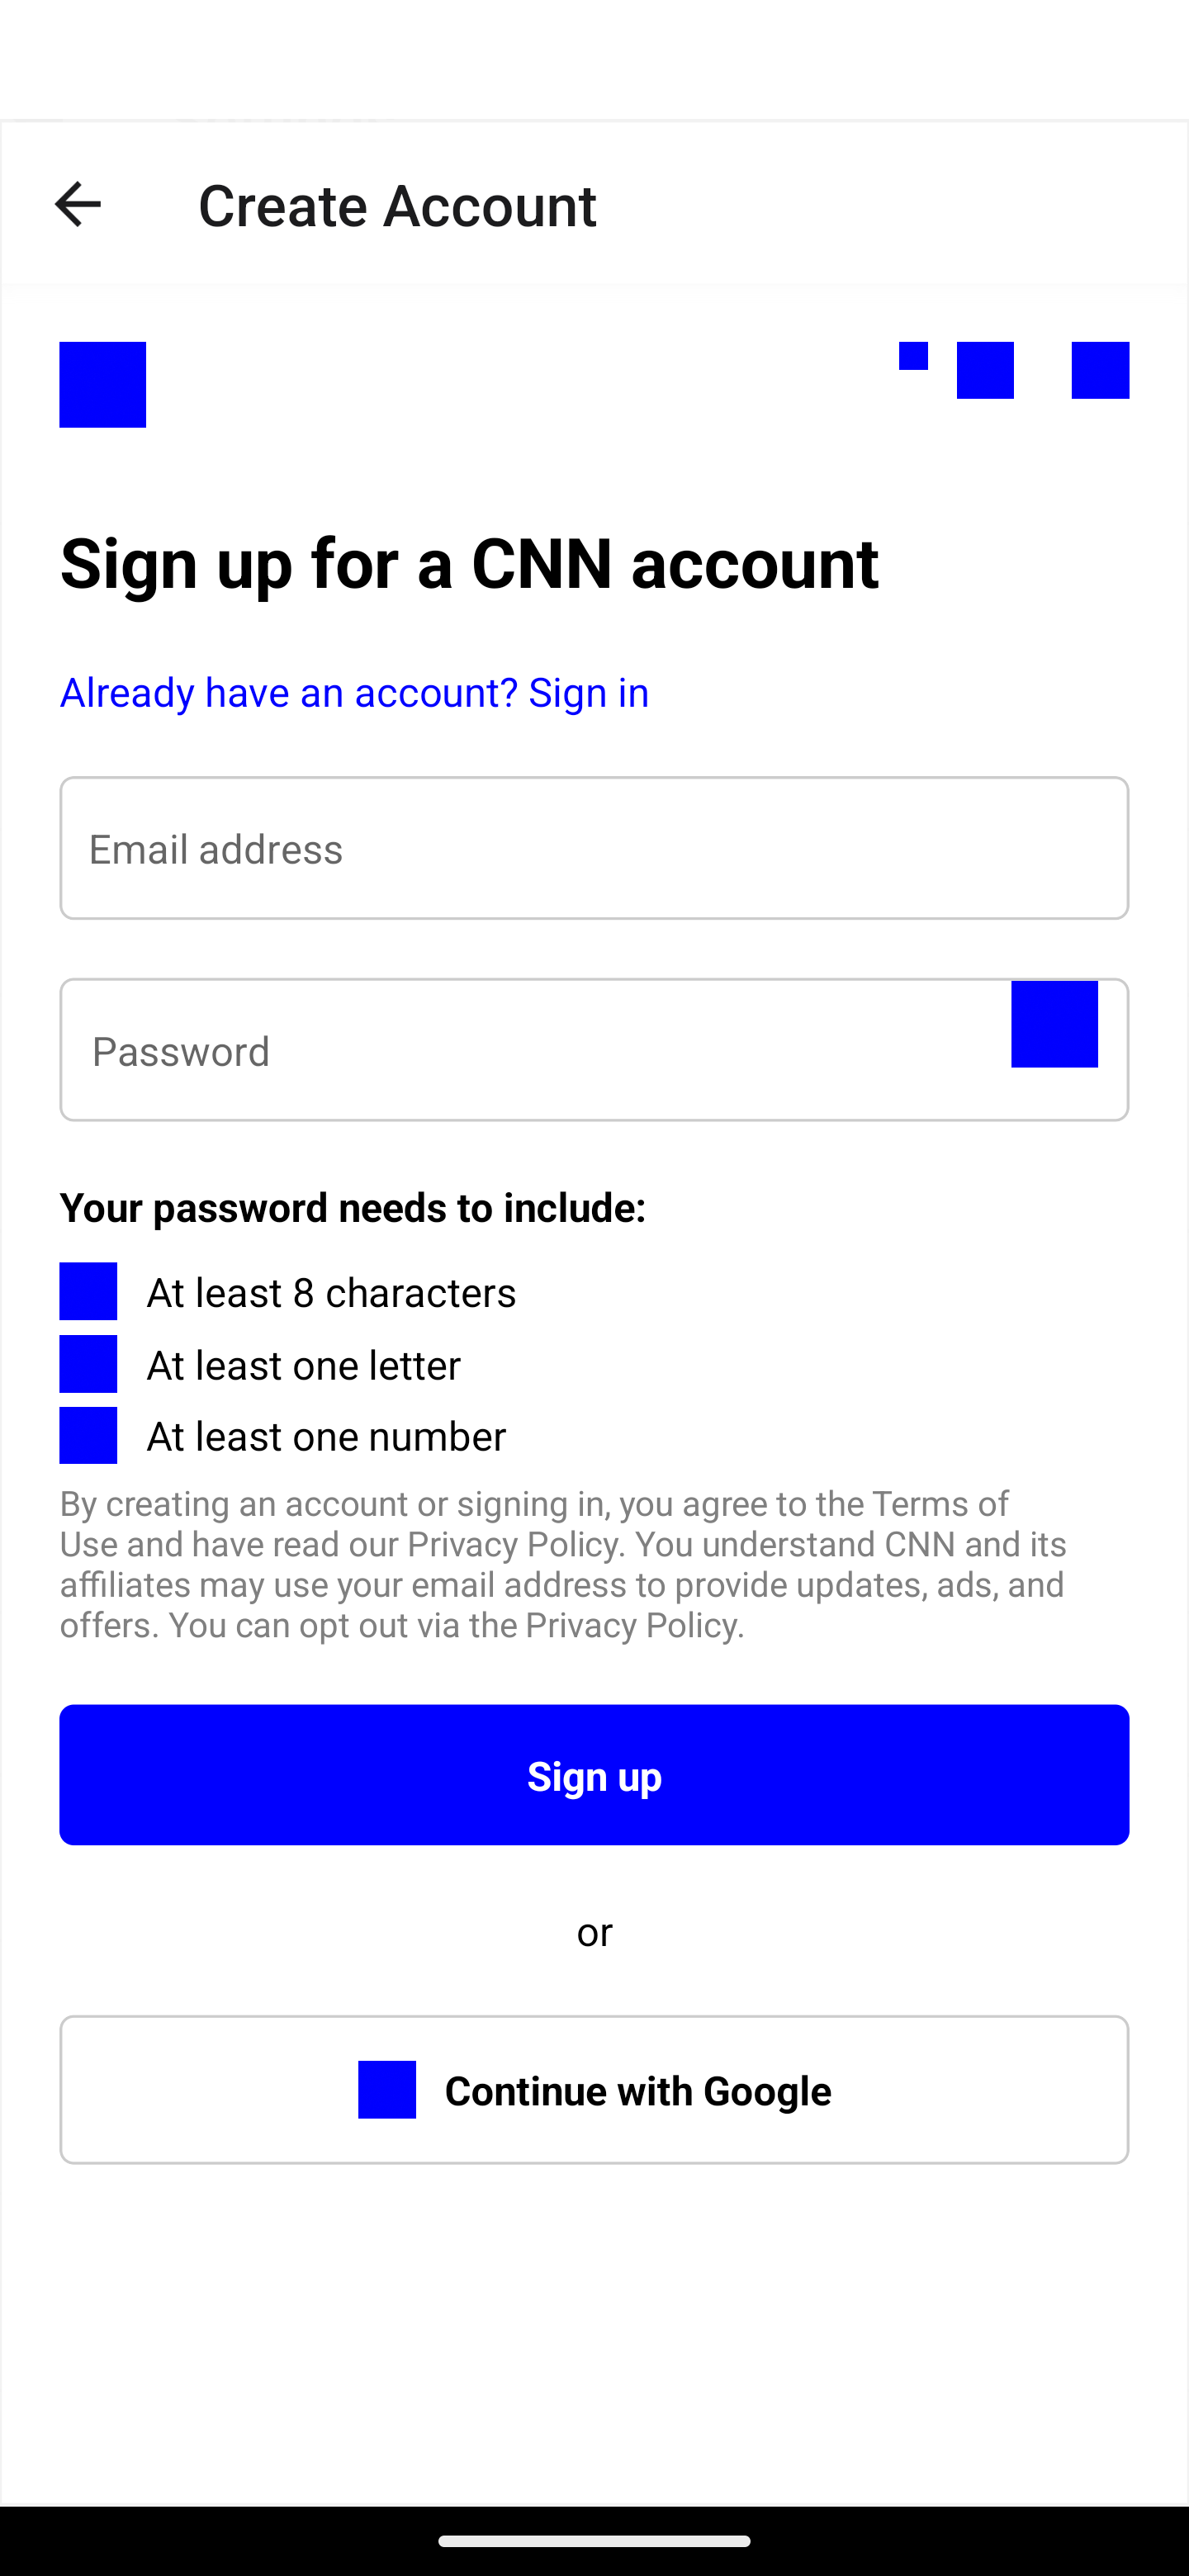 Create Account
Sign up for a CNN account
Already have an account? Sign in
Email address
Password
Your password needs to include:
At least 8 characters
At least one letter
At least one number
By creating an account or signing in, you agree to the Terms of
Use and have read our Privacy Policy. You understand CNN and its
affiliates may use your email address to provide updates, ads, and
offers. You can opt out via the Privacy Policy.
Sign up
or
Continue with Google